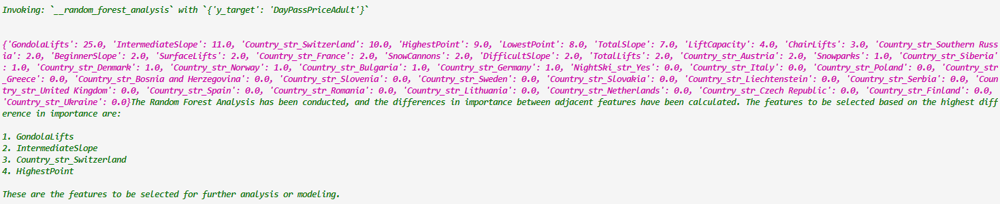 Invoking: `__random_forest_analysis` with `{'y_target': 'DayPassPriceAdult'}`
{'GondolaLifts': 25.0, 'IntermediateSlope': 11.0, 'Country_str_Switzerland': 10.0, 'HighestPoint': 9.0, 'LowestPoint': 8.0, 'TotalSlope': 7.0, 'LiftCapacity': 4.0, 'ChairLifts': 3.0, 'Country_str_Southern Russ
ia': 2.0, 'BeginnerSlope': 2.0, 'SurfaceLifts': 2.0, 'Country_str_France': 2.0, 'SnowCannons': 2.0, 'DifficultSlope': 2.0, 'TotalLifts': 2.0, 'Country_str_Austria': 2.0, 'Snowparks': 1.0, 'Country_str_Siberia'
: 1.0, 'Country_str_Denmark': 1.0, 'Country_str_Norway': 1.0, 'Country_str_Bulgaria': 1.0, 'Country_str_Germany': 1.0, 'NightSki_str_Yes': 0.0, 'Country_str_Italy': 0.0, 'Country_str_Poland': 0.0, 'Country_str
_Greece': 0.0, 'Country_str_Bosnia and Herzegovina': 0.0, 'Country_str_Slovenia': 0.0, 'Country_str_Sweden': 0.0, 'Country_str_Slovakia': 0.0, 'Country_str_Liechtenstein': 0.0, 'Country_str_Serbia': 0.0, 'Coun
try_str_United Kingdom': 0.0, 'Country_str_Spain': 0.0, 'Country_str_Romania': 0.0, 'Country_str_Lithuania': 0.0, 'Country_str_Netherlands': 0.0, 'Country_str_Czech Republic': 0.0, 'Country_str_Finland': 0.0,
'Country_str_Ukraine': 0.0}The Random Forest Analysis has been conducted, and the differences in importance between adjacent features have been calculated. The features to be selected based on the highest diff
erence in importance are:
1. GondolaLifts
2. IntermediateSlope
3. Country_str_Switzerland
4. HighestPoint
These are the features to be selected for further analysis or modeling.